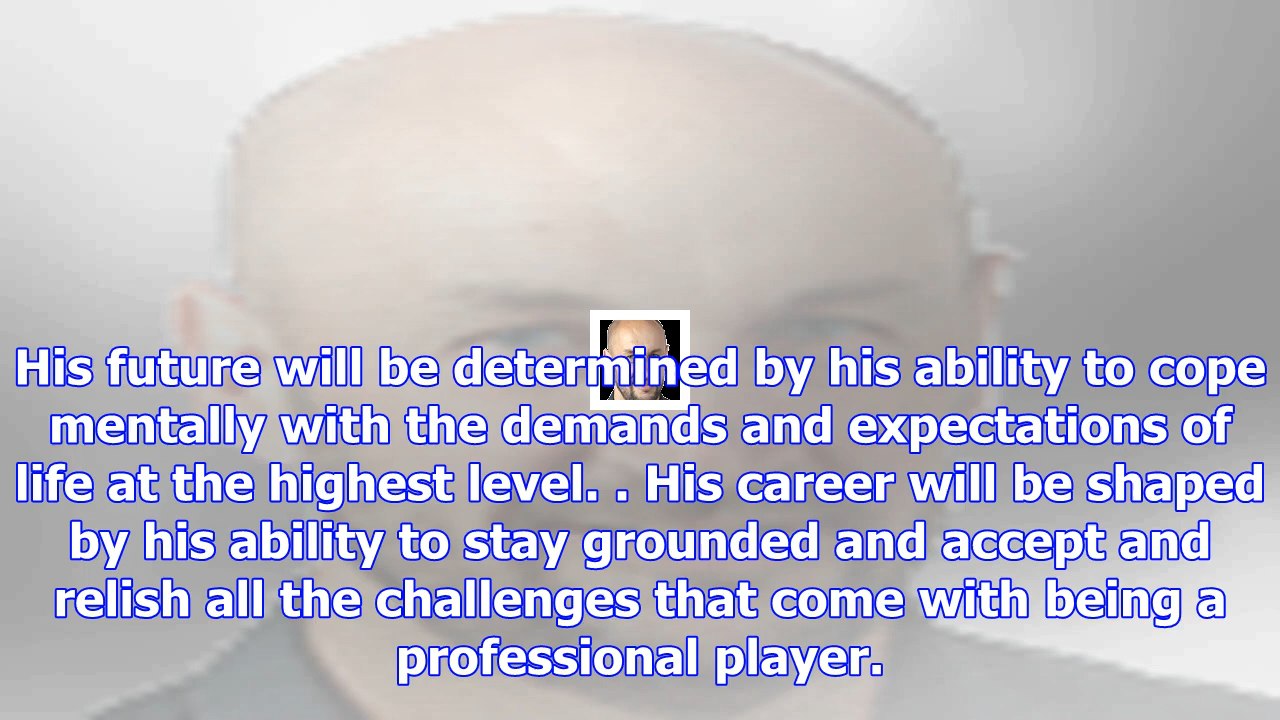 His future will be determined by his ability to cope
mentally with the demands and expectations of
life at the highest level. . His career will be shaped
by his ability to stay grounded and accept and
relish all the challenges that come with being a
professional player.